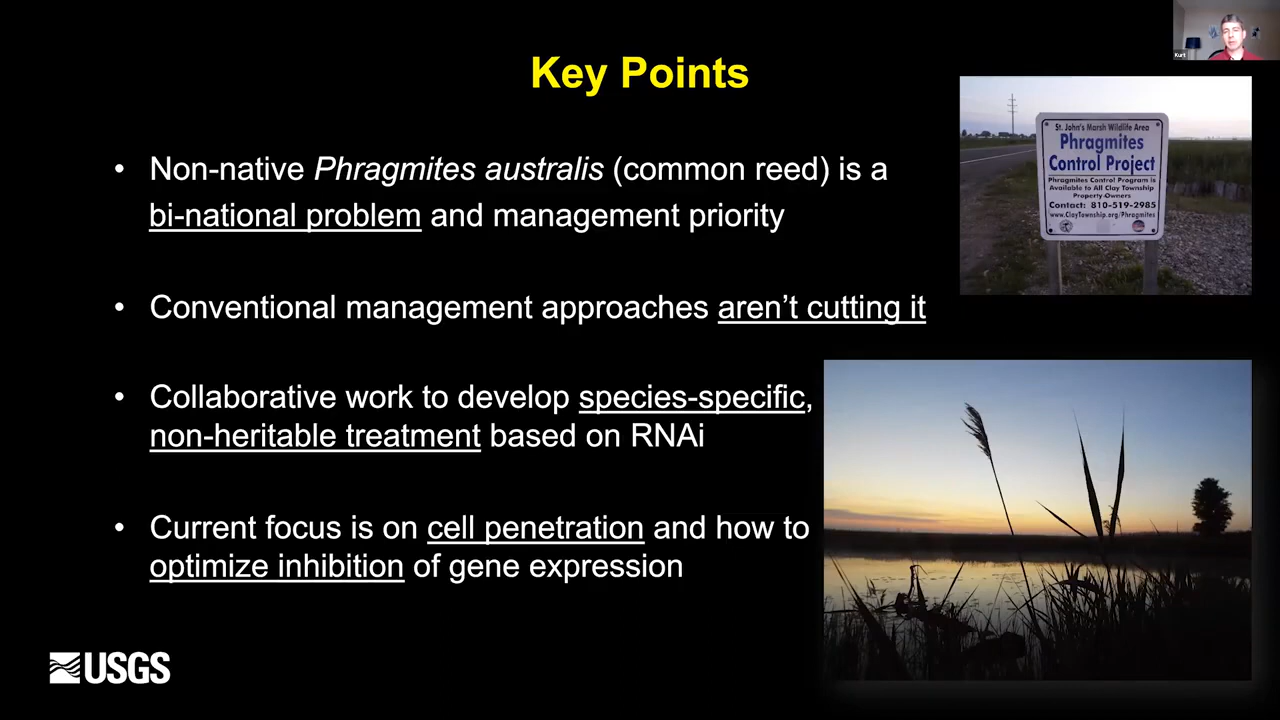 Kurt
Key Points
• Non-native Phragmites australis (common reed) is a
bi-national problem and management priority
• Conventional management approaches aren’t cutting it
• Collaborative work to develop species-specific,
non-heritable treatment based on RNAi
• Current focus is on cell penetration and how to
optimize inhibition of gene expression
St. John's Marsh Wildlife Area
Phragmites
Control Project
Phragmites Control Program is
Available to All Clay Township
Property Owners
Contact: 810-519-2985
www.ClayTownship.org/Phragmites
USGS